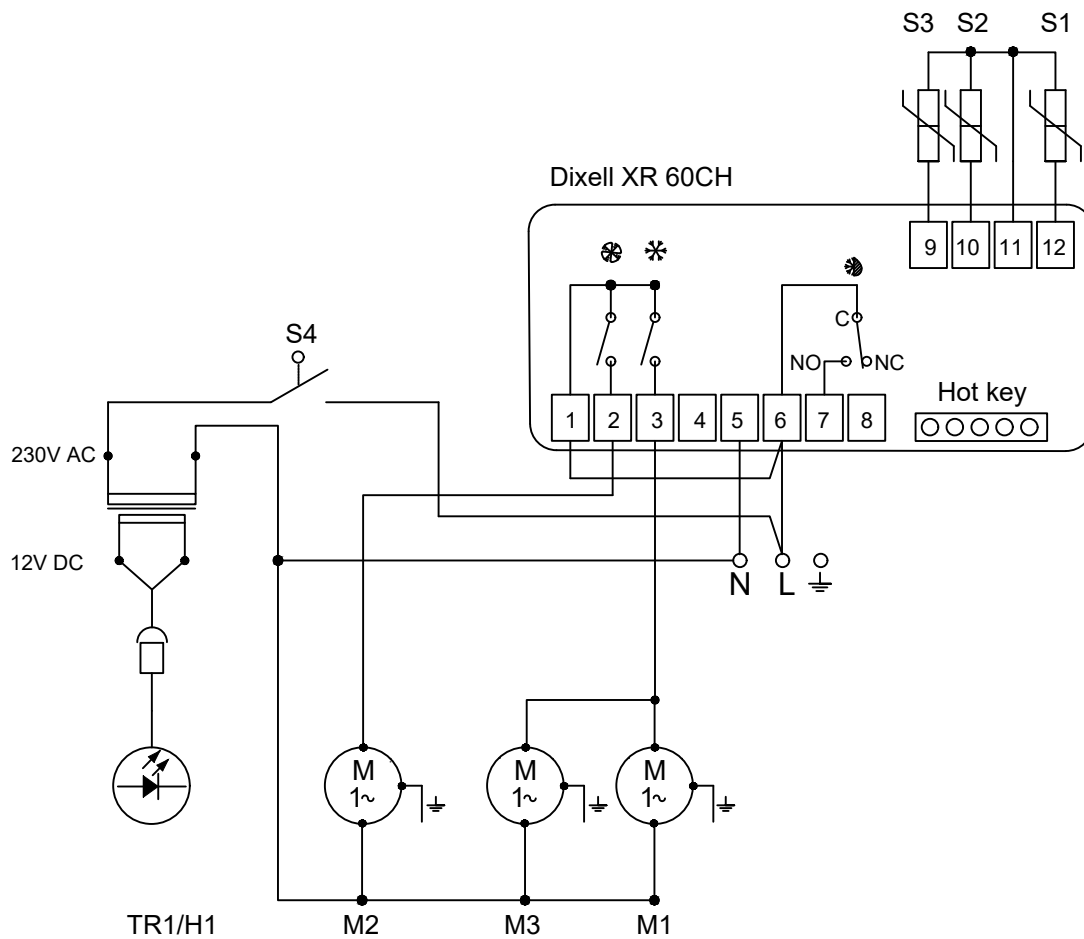 S3 S2 S1
Dixell XR 60CH
9 10 11 12
S4
C
NO NC
Hot key
1 2 3 4 5 6 7 8
230V AC
12V DC
N L
M M M
1~ 1~ 1~
TR1/H1 M2 M3 M1